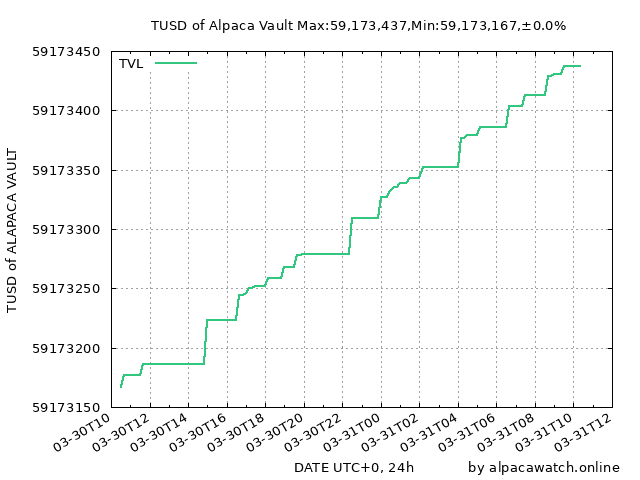 TUSD of Alpaca Vault Max:59,173,437,Min:59,173,167,±0.0%
TVL
59173450
59173400
59173350
59173300
59173250
59173200
59173150
TUSD of ALAPACA VAULT
03-30T10
03-30T12
03-30T14
03-30T16
03-30T18
03-30T20
03-30T22
03-31T00
03-31T02
03-31T04
03-31T06
03-31T08
03-31T10
03-31T12
DATE UTC+0, 24h
by alpacawatch.online